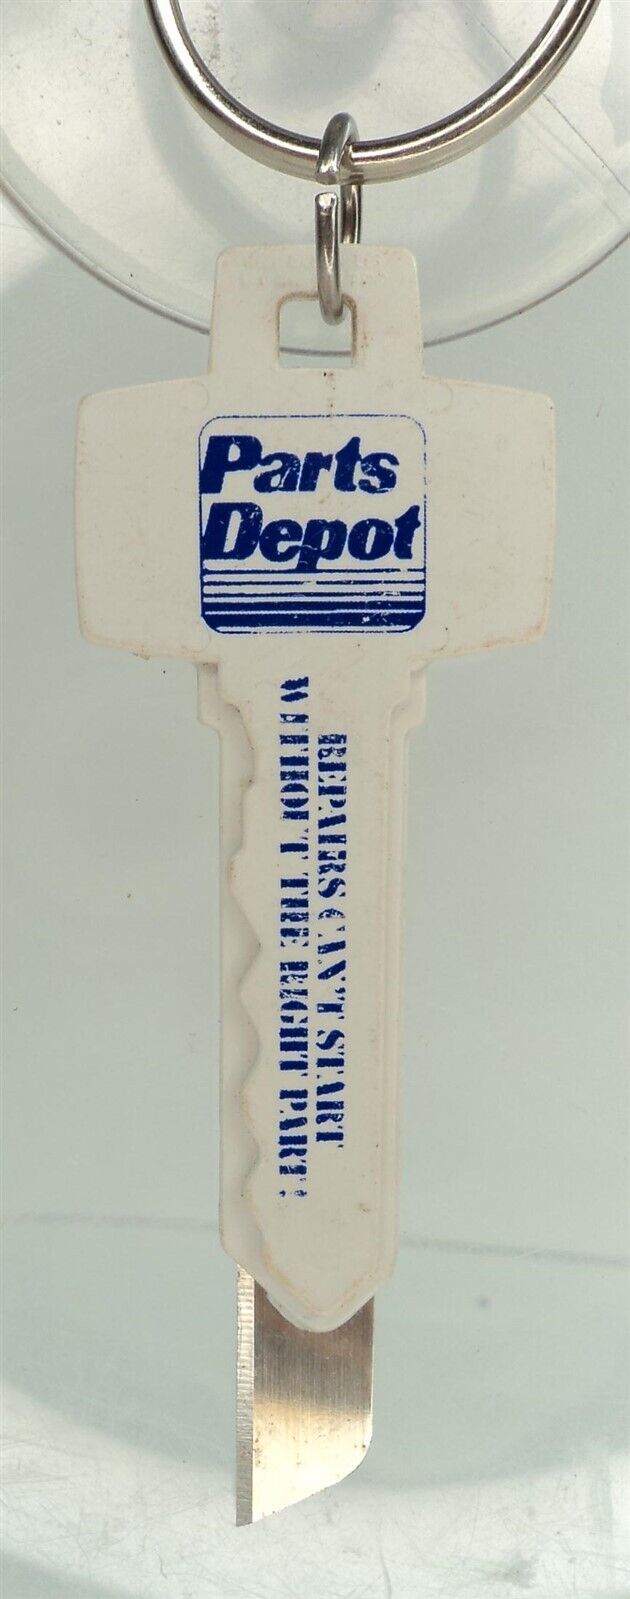 Parts
Depot
REPAIRS CAN'T START
WITHOUT THE RIGHT PART!